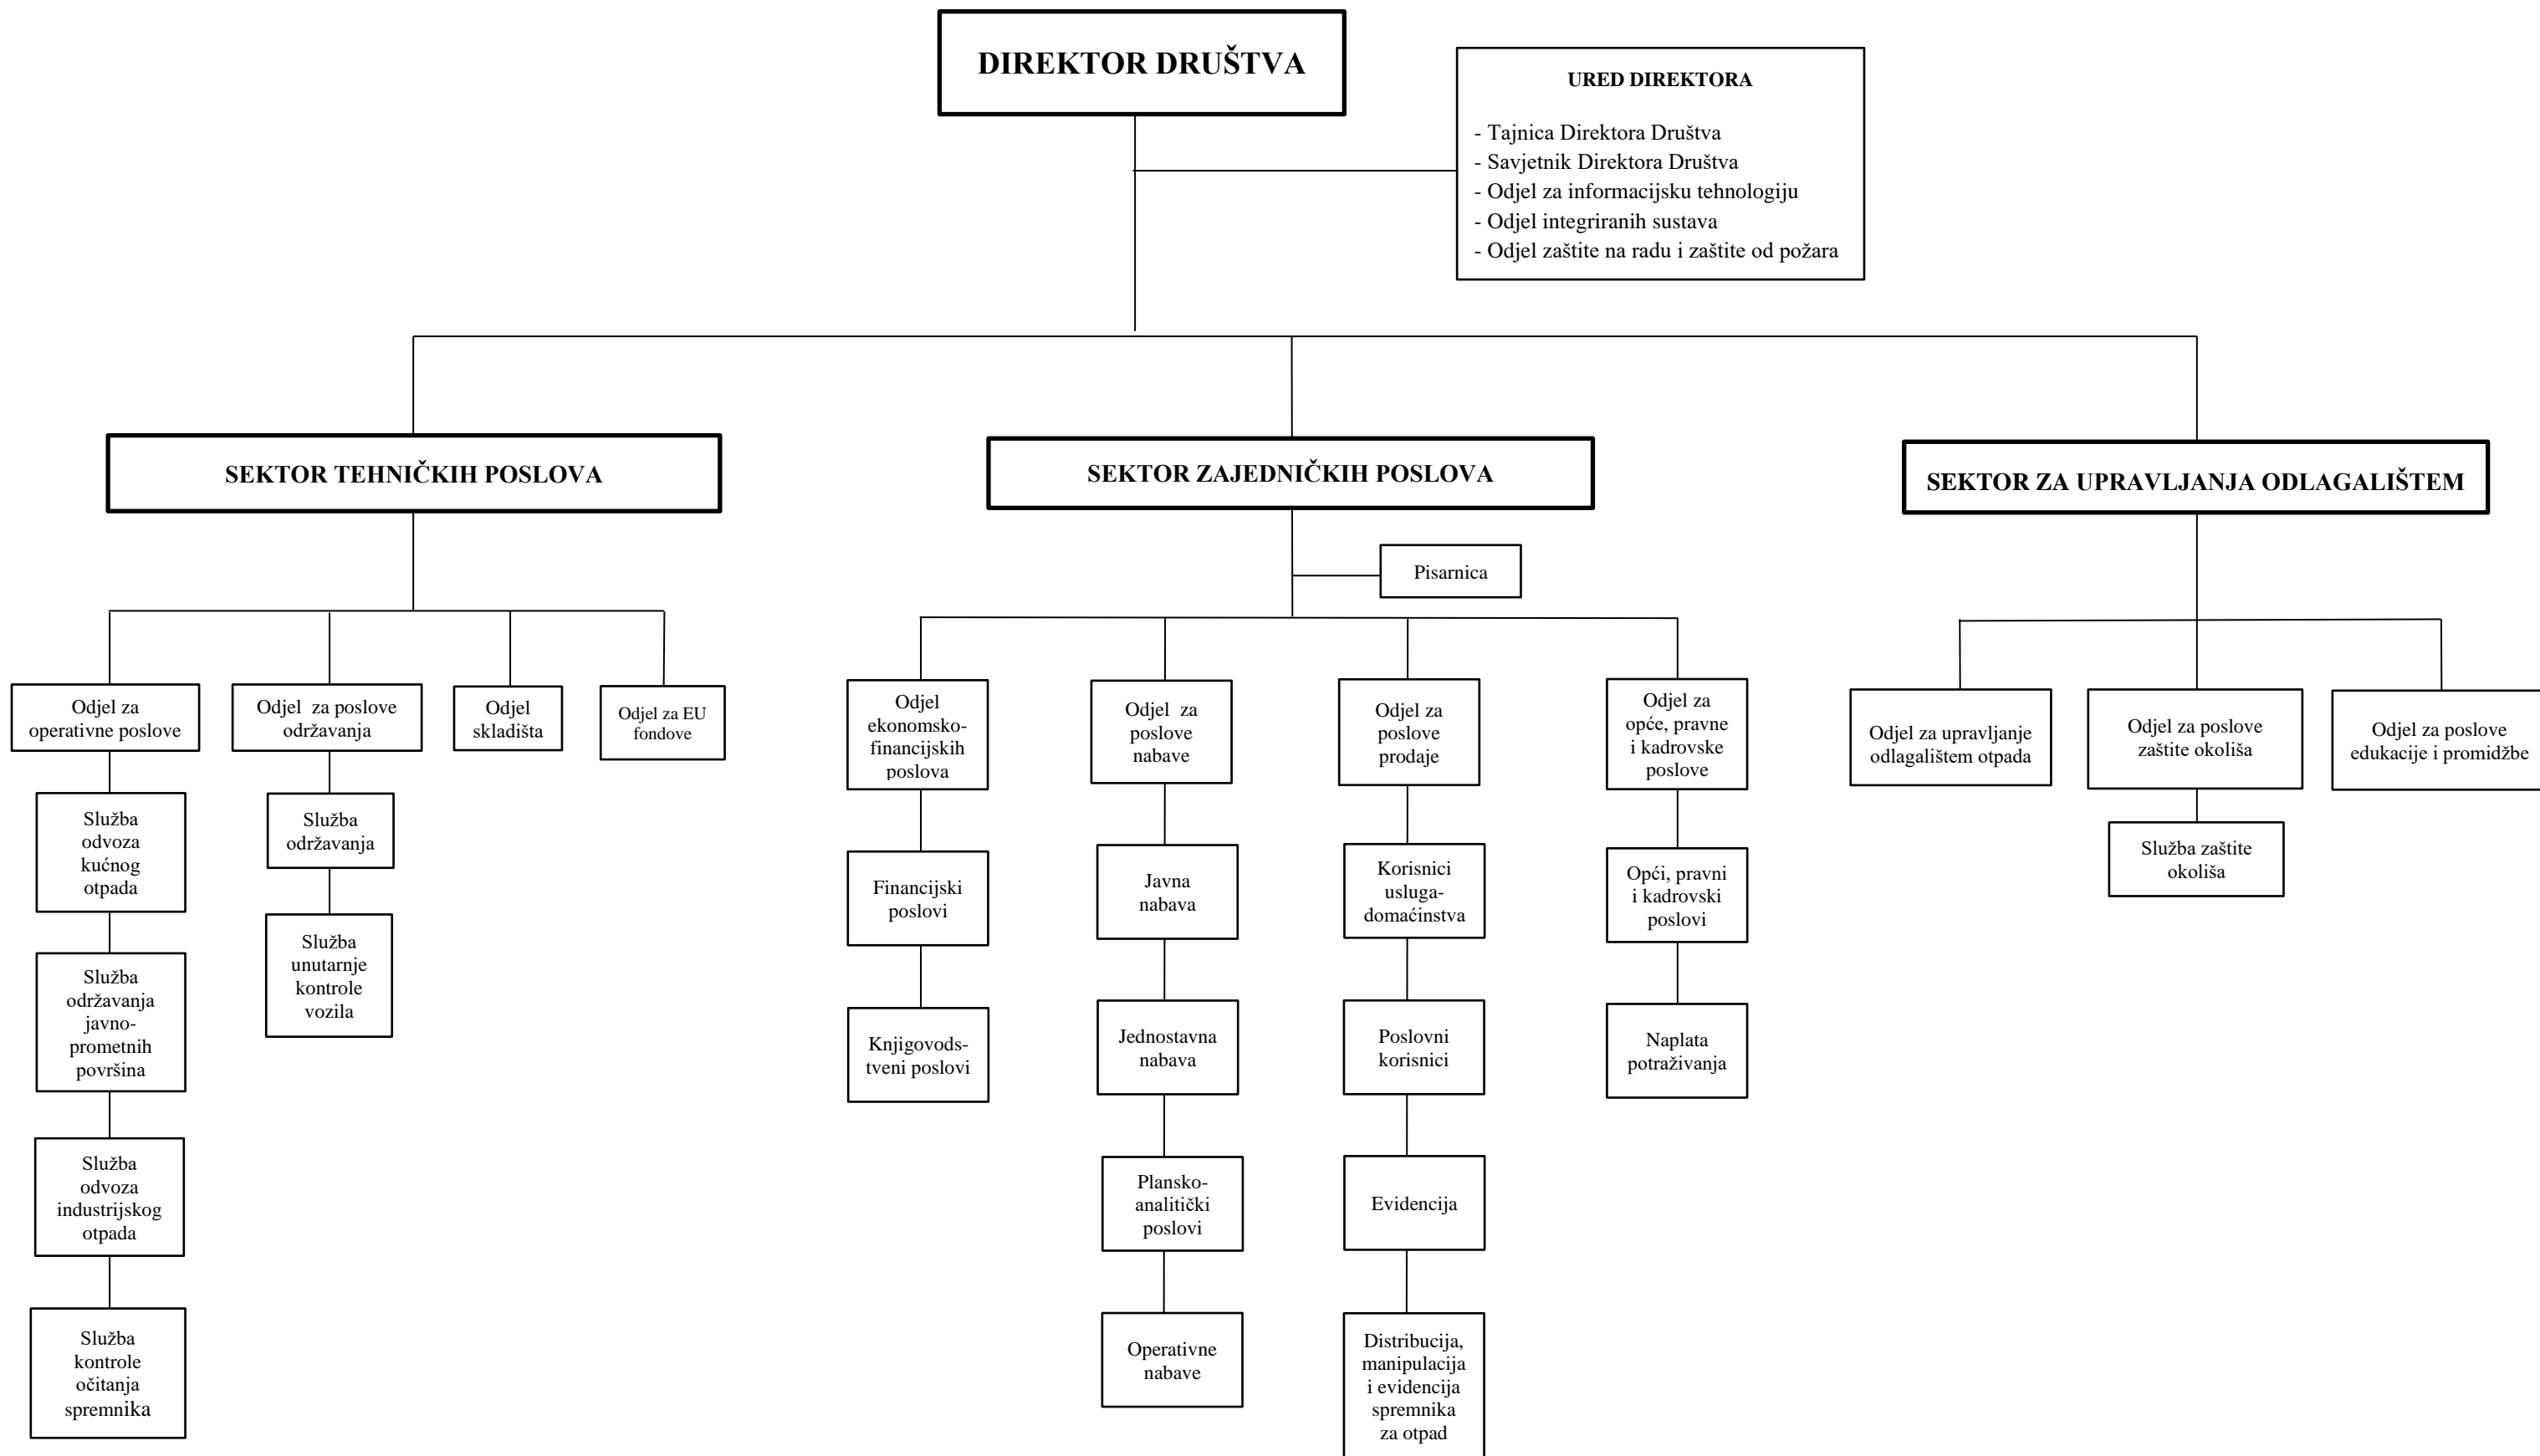 DIREKTOR DRUŠTVA
URED DIREKTORA
- Tajnica Direktora Društva
- Savjetnik Direktora Društva
- Odjel za informacijsku tehnologiju
- Odjel integriranih sustava
- Odjel zaštite na radu i zaštite od požara
SEKTOR TEHNIČKIH POSLOVA
SEKTOR ZAJEDNIČKIH POSLOVA
SEKTOR ZA UPRAVLJANJA ODLAGALIŠTEM
Pisarnica
Odjel za
operativne poslove
Odjel za poslove
održavanja
Odjel
skladišta
Odjel za EU
fondove
Odjel
ekonomsko-
financijskih
poslova
Odjel za
poslove
nabave
Odjel za
poslove
prodaje
Odjel za
opće, pravne
i kadrovske
poslove
Odjel za upravljanje
odlagalištem otpada
Odjel za poslove
zaštite okoliša
Odjel za poslove
edukacije i promidžbe
Služba
odvoza
kućnog
otpada
Služba
održavanja
Financijski
poslovi
Javna
nabava
Korisnici
usluga-
domaćinstva
Opći, pravni
i kadrovski
poslovi
Služba zaštite
okoliša
Služba
održavanja
javno-
prometnih
površina
Služba
unutarnje
kontrole
vozila
Knjigovods-
tveni poslovi
Jednostavna
nabava
Poslovni
korisnici
Naplata
potraživanja
Služba
odvoza
industrijskog
otpada
Plansko-
analitički
poslovi
Evidencija
Služba
kontrole
očitanja
spremnika
Operativne
nabave
Distribucija,
manipulacija
i evidencija
spremnika
za otpad